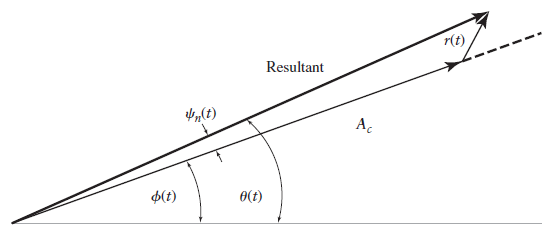 r(t)
Resultant
ψn(t)
Ac
ϕ(t)
θ(t)